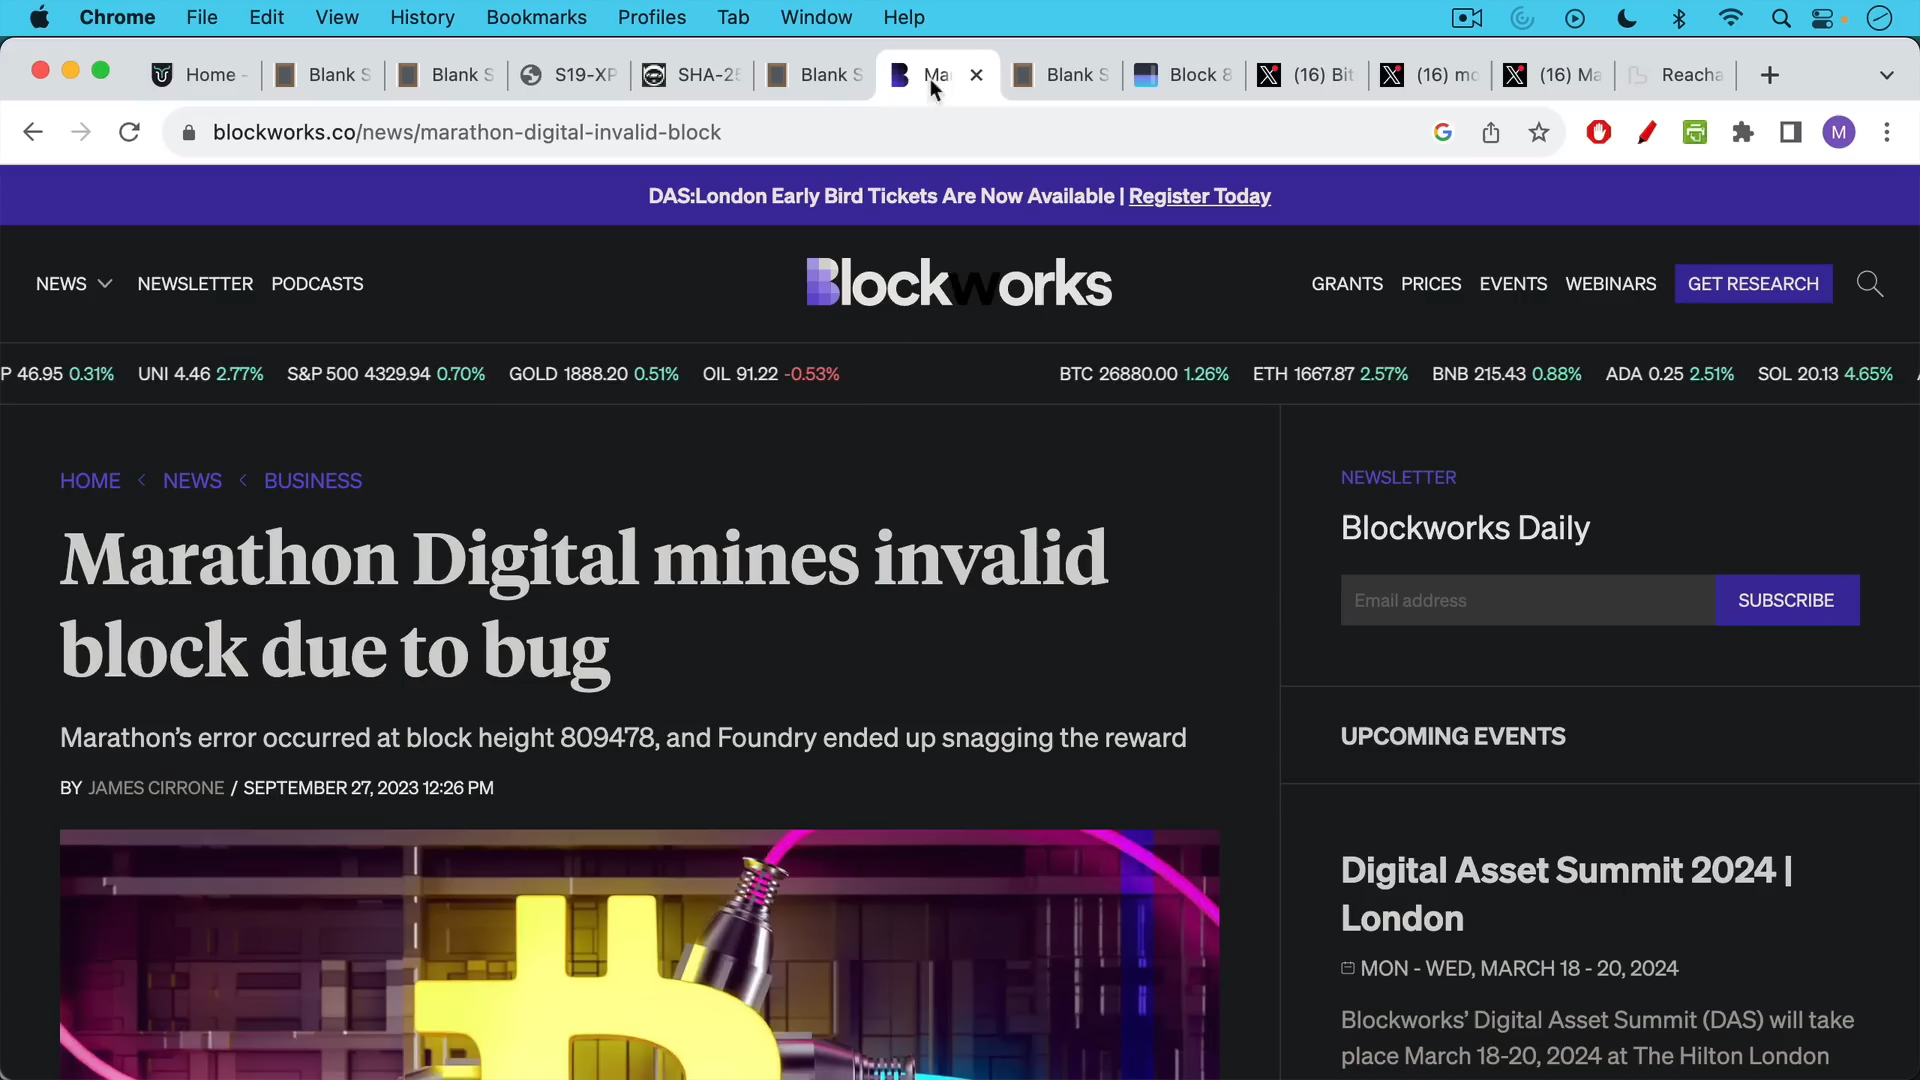 Chrome File Edit View History Bookmarks Profiles Tab Window Help
Home - Blank S Blank S S19-XP SHA-25 Blank S Ma Blank S Block 8 (16) Bit (16) mo (16) Ma Reacha
blockworks.co/news/marathon-digital-invalid-block
M
DAS:London Early Bird Tickets Are Now Available | Register Today
NEWS NEWSLETTER PODCASTS
Blockworks
GRANTS PRICES EVENTS WEBINARS GET RESEARCH
P 46.95 0.31% UNI 4.46 2.77% S&P 500 4329.94 0.70% GOLD 1888.20 0.51% OIL 91.22 -0.53% BTC 26880.00 1.26% ETH 1667.87 2.57% BNB 215.43 0.88% ADA 0.25 2.51% SOL 20.13 4.65%
HOME < NEWS < BUSINESS
Marathon Digital mines invalid
block due to bug
Marathon’s error occurred at block height 809478, and Foundry ended up snagging the reward
BY JAMES CIRRONE / SEPTEMBER 27, 2023 12:26 PM
NEWSLETTER
Blockworks Daily
Email address SUBSCRIBE
UPCOMING EVENTS
Digital Asset Summit 2024 |
London
MON - WED, MARCH 18 - 20, 2024
Blockworks’ Digital Asset Summit (DAS) will take
place March 18-20, 2024 at The Hilton London